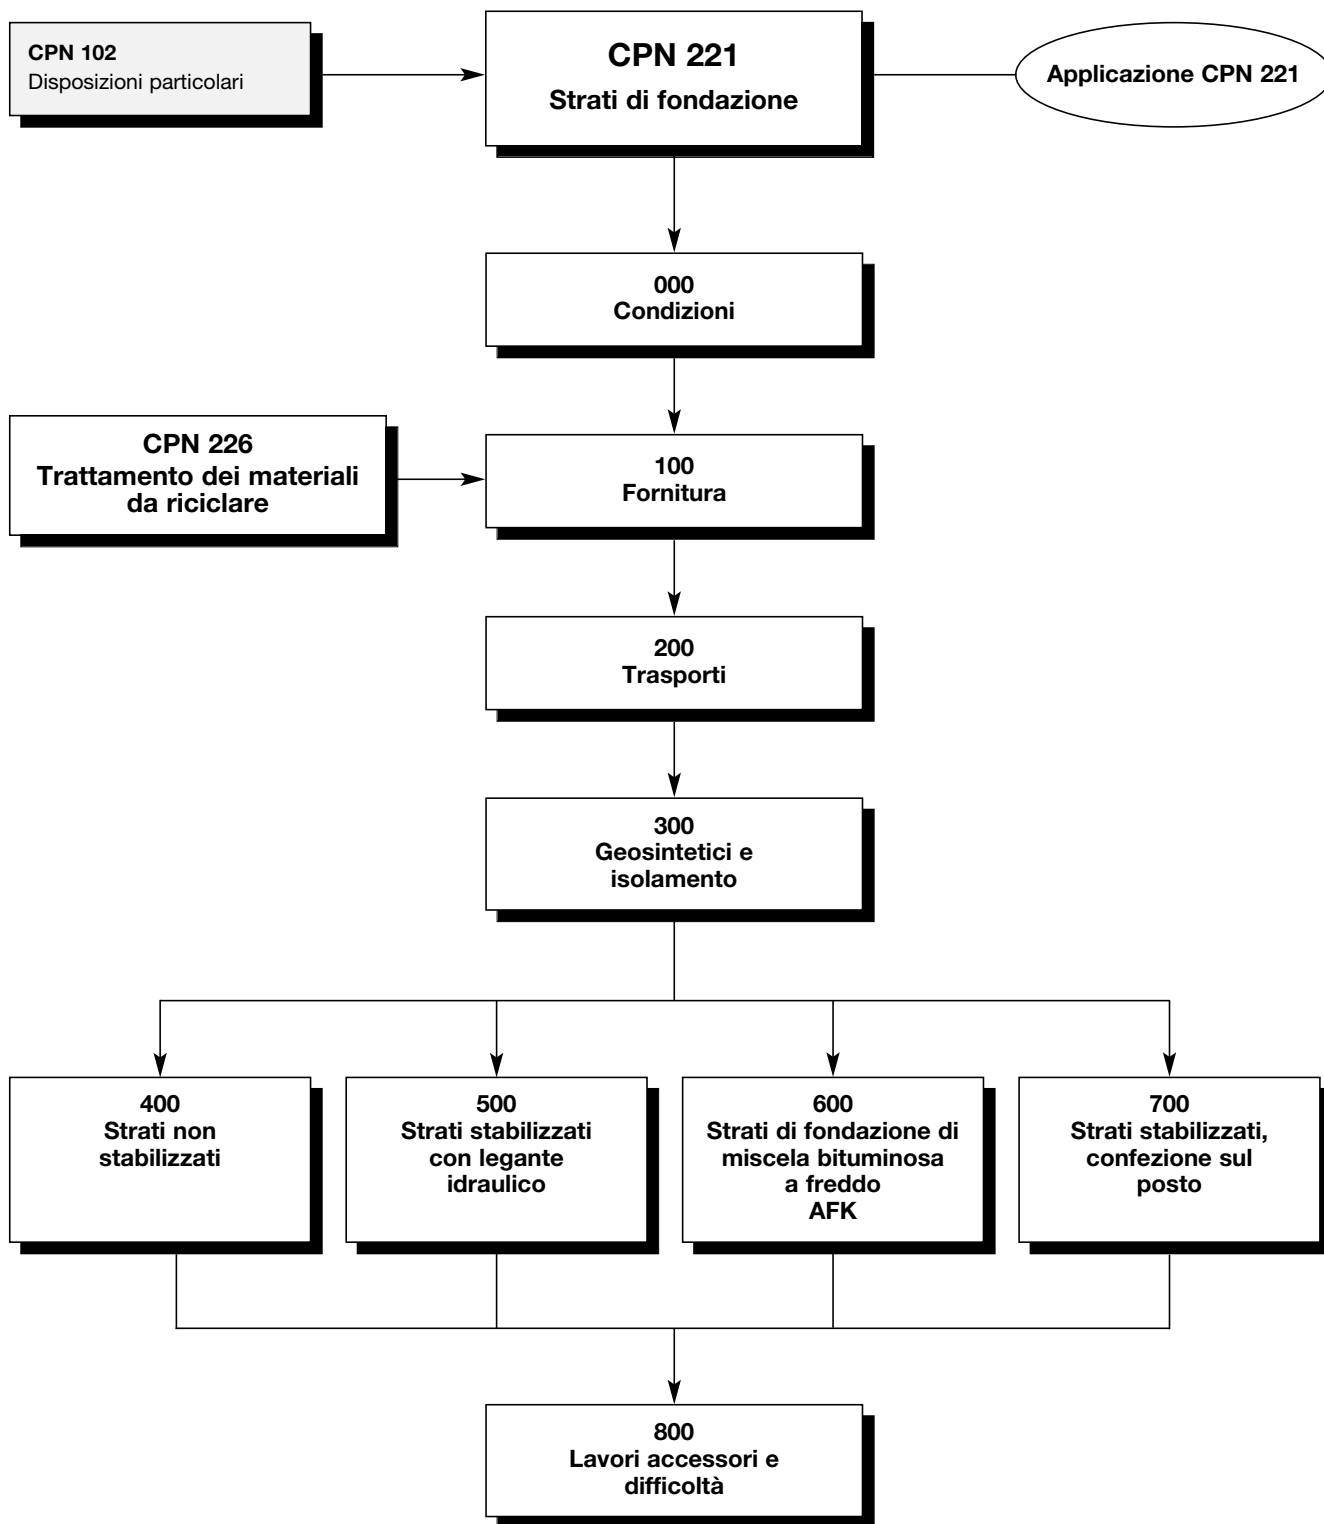 CPN 102
Disposizioni particolari
CPN 221
Strati di fondazione
Applicazione CPN 221
000
Condizioni
CPN 226
Trattamento dei materiali
da riciclare
100
Fornitura
200
Trasporti
300
Geosintetici e
isolamento
400
Strati non
stabilizzati
500
Strati stabilizzati
con legante
idraulico
600
Strati di fondazione di
miscela bituminosa
a freddo
AFK
700
Strati stabilizzati,
confezione sul
posto
800
Lavori accessori e
difficoltà